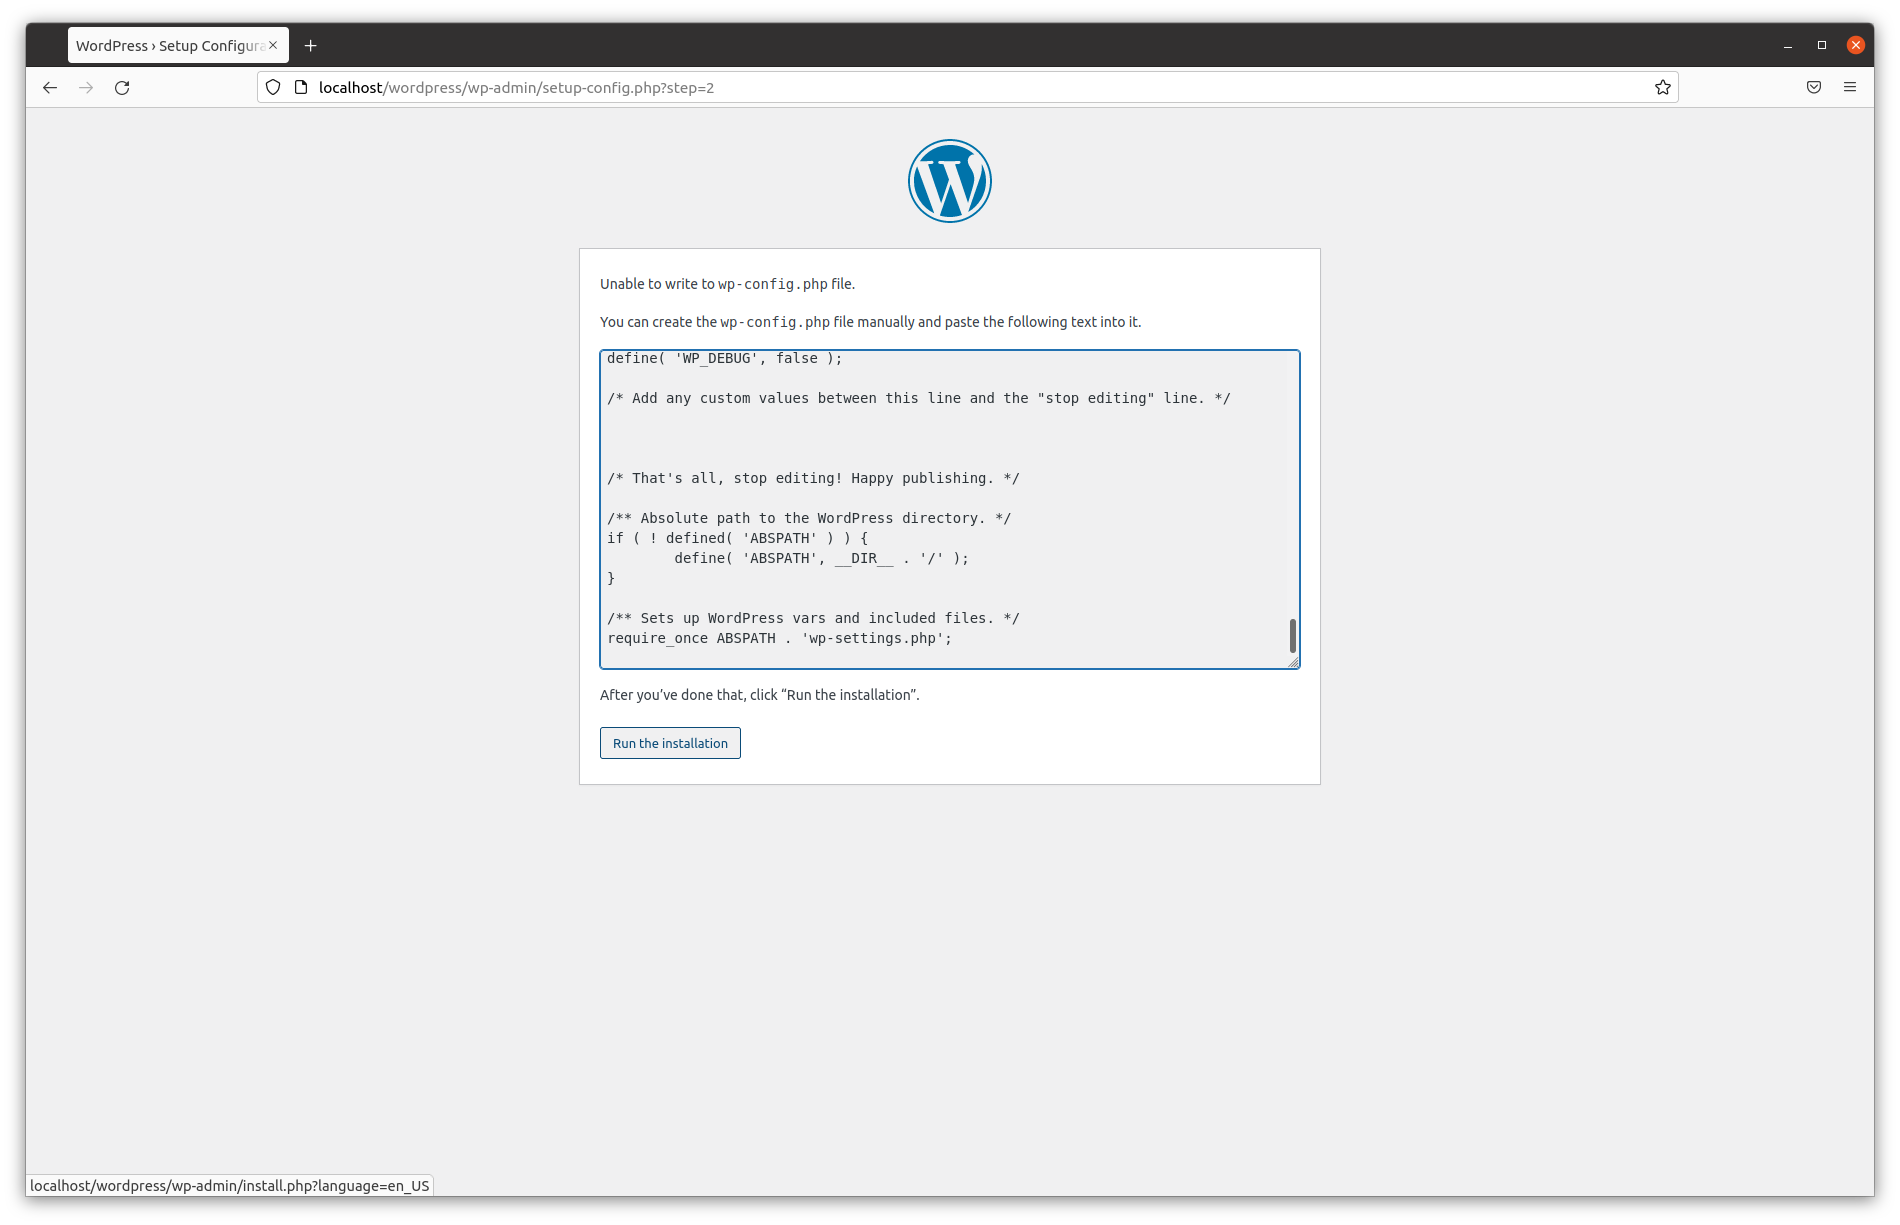 WordPress › Setup Configura
localhost/wordpress/wp-admin/setup-config.php?step=2
Unable to write to wp-config.php file.
You can create the wp-config.php file manually and paste the following text into it.
define( 'WP_DEBUG', false );
/* Add any custom values between this line and the "stop editing" line. */
/* That's all, stop editing! Happy publishing. */
/** Absolute path to the WordPress directory. */
if ( ! defined( 'ABSPATH' ) ) {
        define( 'ABSPATH', __DIR__ . '/' );
}
/** Sets up WordPress vars and included files. */
require_once ABSPATH . 'wp-settings.php';
After you’ve done that, click “Run the installation”.
Run the installation
localhost/wordpress/wp-admin/install.php?language=en_US